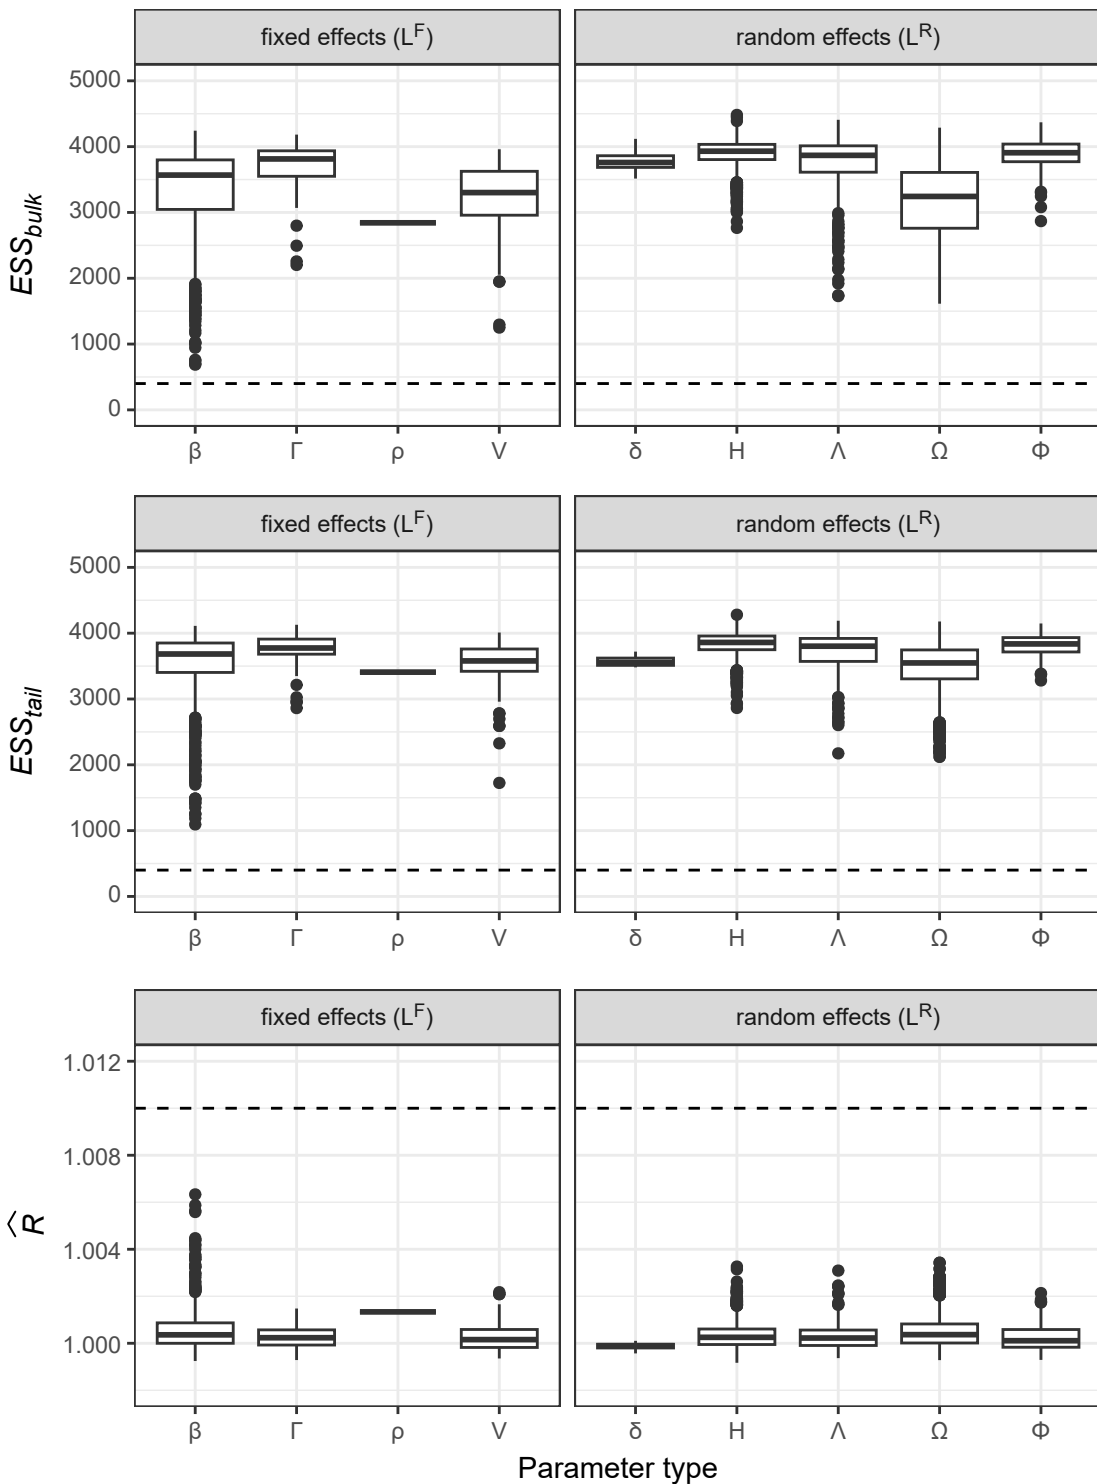 fixed effects (L^F) random effects (L^R)
5000
4000
3000
2000
1000
0
ESS_bulk
β Γ ρ V δ H Λ Ω Φ
fixed effects (L^F) random effects (L^R)
5000
4000
3000
2000
1000
0
ESS_tail
β Γ ρ V δ H Λ Ω Φ
fixed effects (L^F) random effects (L^R)
1.012
1.008
1.004
1.000
R̂
β Γ ρ V δ H Λ Ω Φ
Parameter type